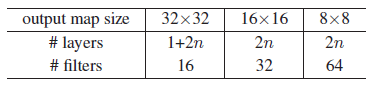 output map size 32×32 16×16 8×8
# layers 1+2n 2n 2n
# filters 16 32 64